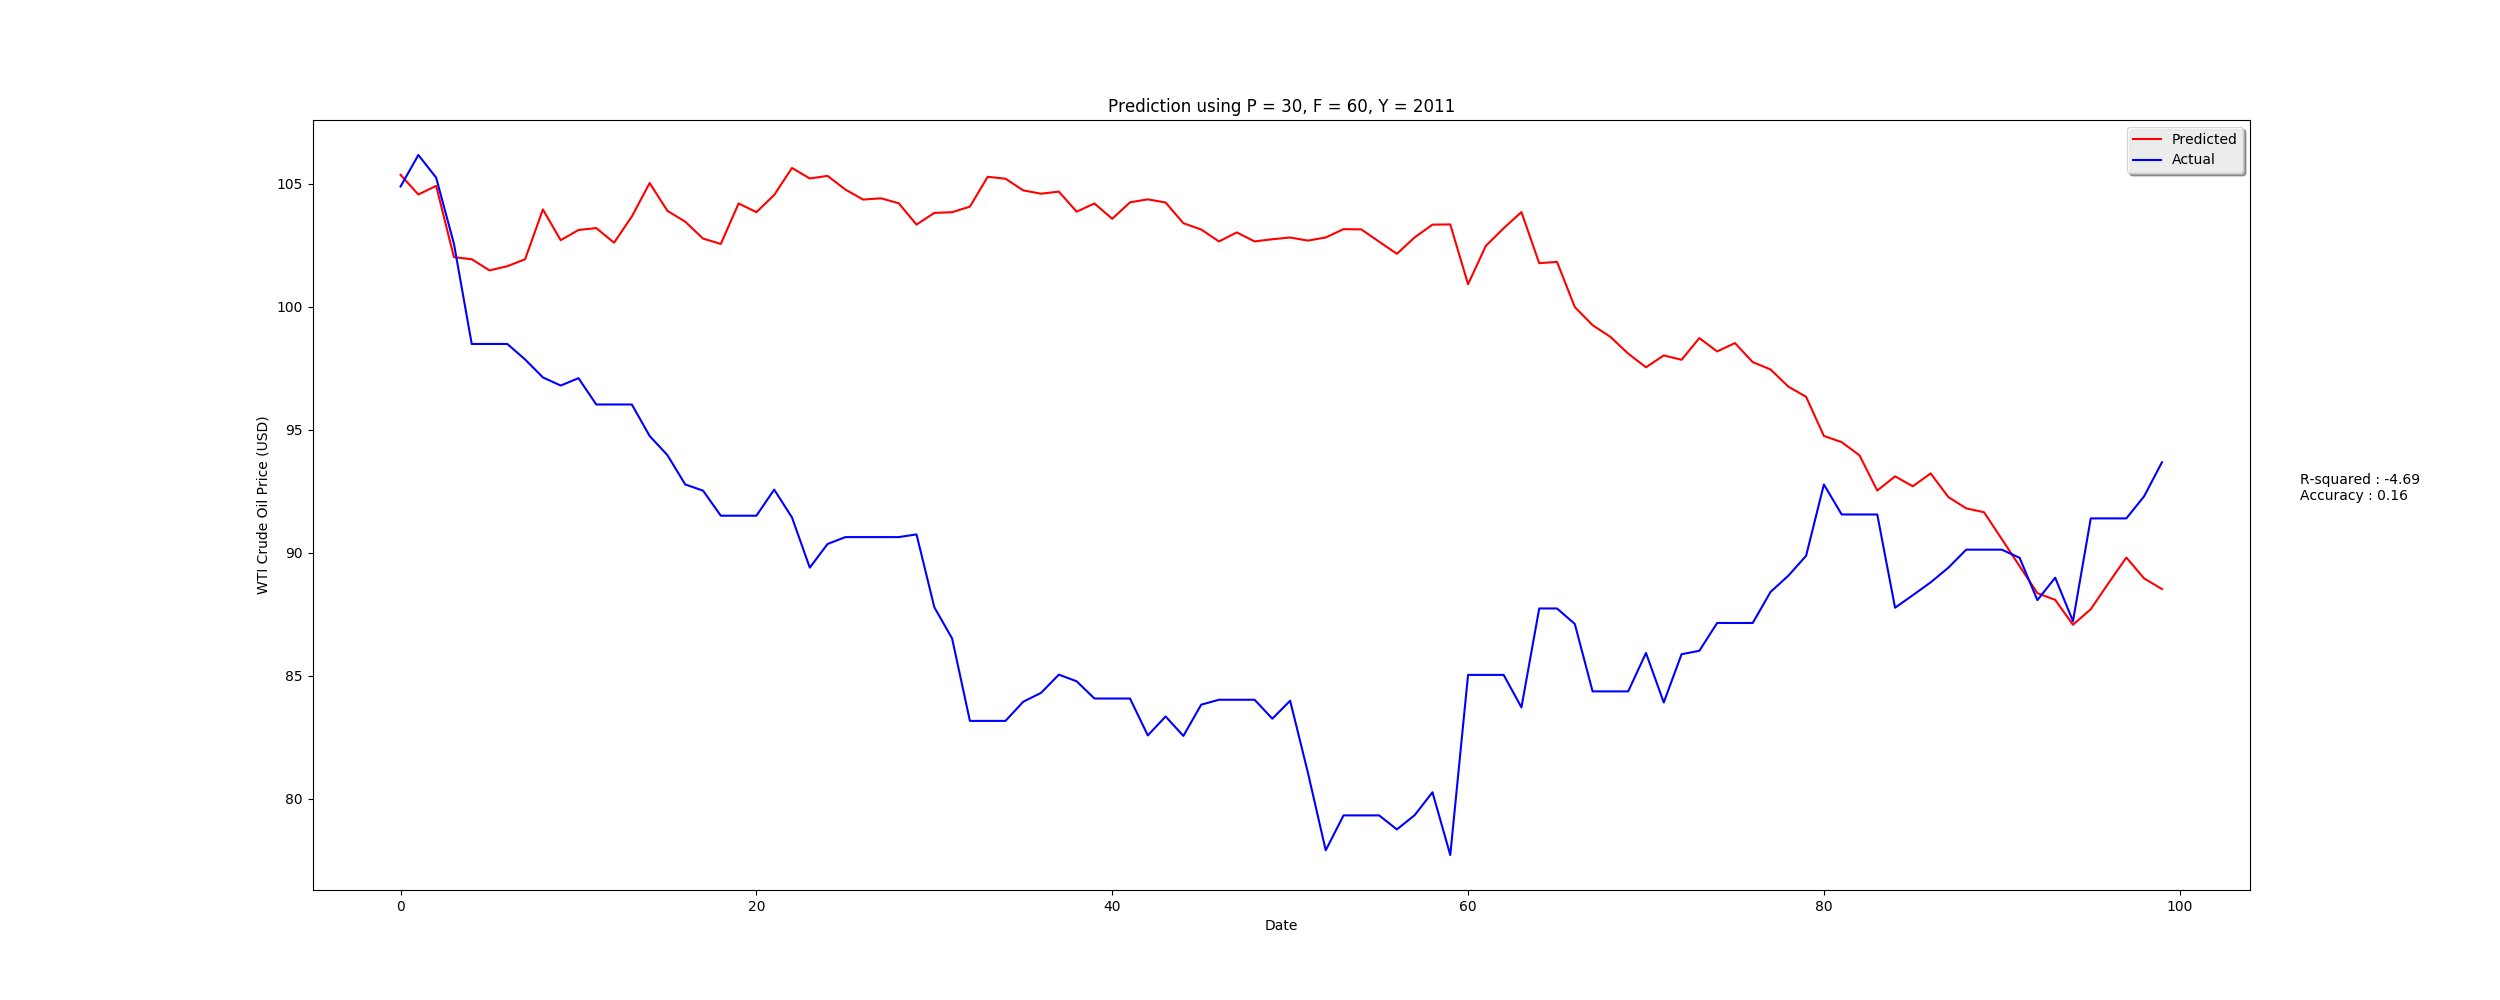 Prediction using P = 30, F = 60, Y = 2011
Predicted
Actual
105
100
95
90
85
80
WTI Crude Oil Price (USD)
R-squared : -4.69
Accuracy : 0.16
0
20
40
60
80
100
Date